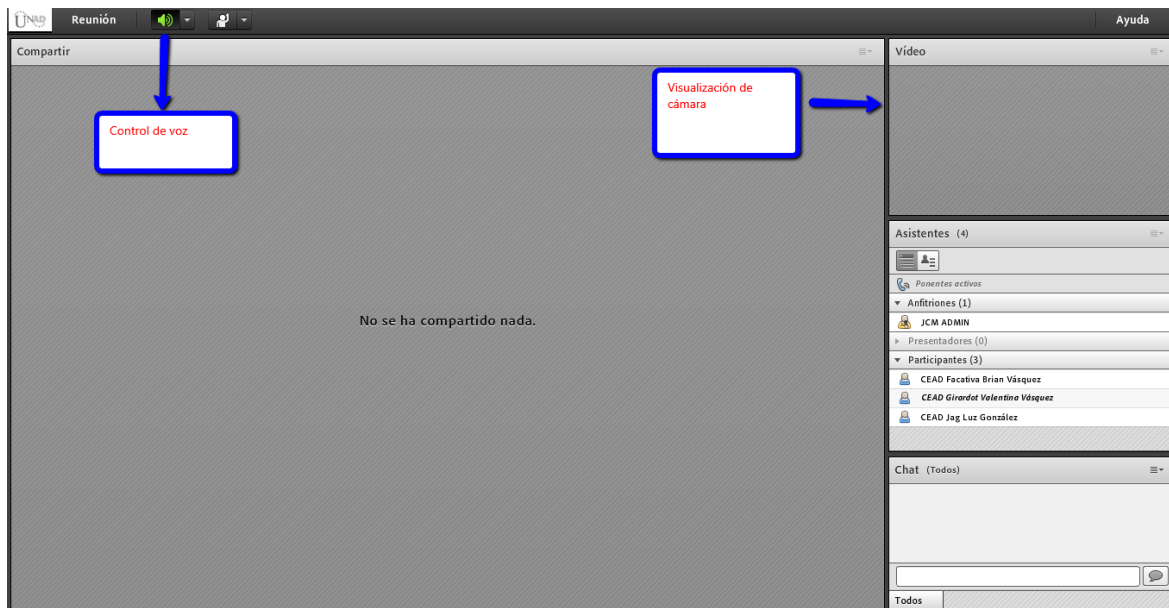 UNAD Reunión Ayuda
Compartir
Vídeo
Visualización de
cámara
Control de voz
No se ha compartido nada.
Asistentes (4)
Ponentes activos
Anfitriones (1)
JCM ADMIN
Presentadores (0)
Participantes (3)
CEAD Facativa Brian Vásquez
CEAD Girardot Valentina Vásquez
CEAD Jag Luz González
Chat (Todos)
Todos